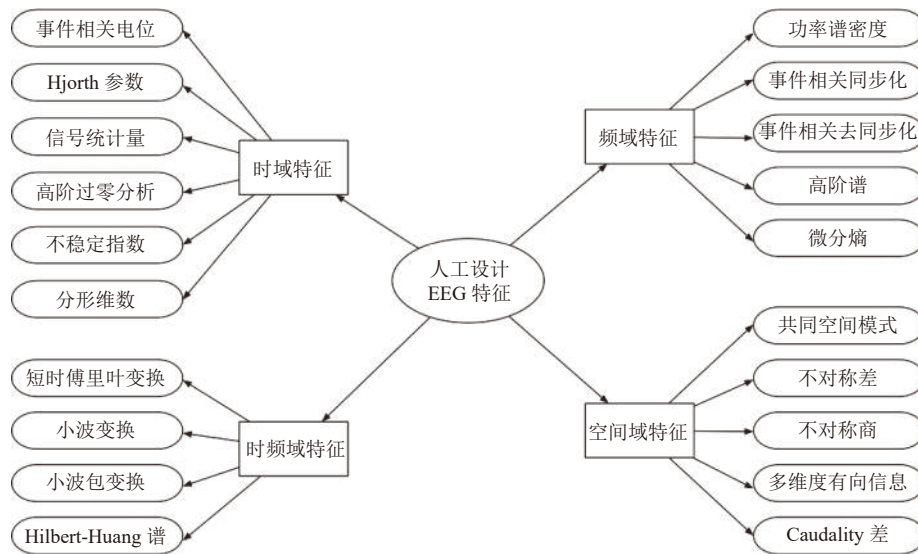 事件相关电位
Hjorth 参数
信号统计量
高阶过零分析
不稳定指数
分形维数
时域特征
功率谱密度
事件相关同步化
事件相关去同步化
高阶谱
微分熵
频域特征
人工设计
EEG 特征
短时傅里叶变换
小波变换
小波包变换
Hilbert-Huang 谱
时频域特征
共同空间模式
不对称差
不对称商
多维度有向信息
Caudality 差
空间域特征